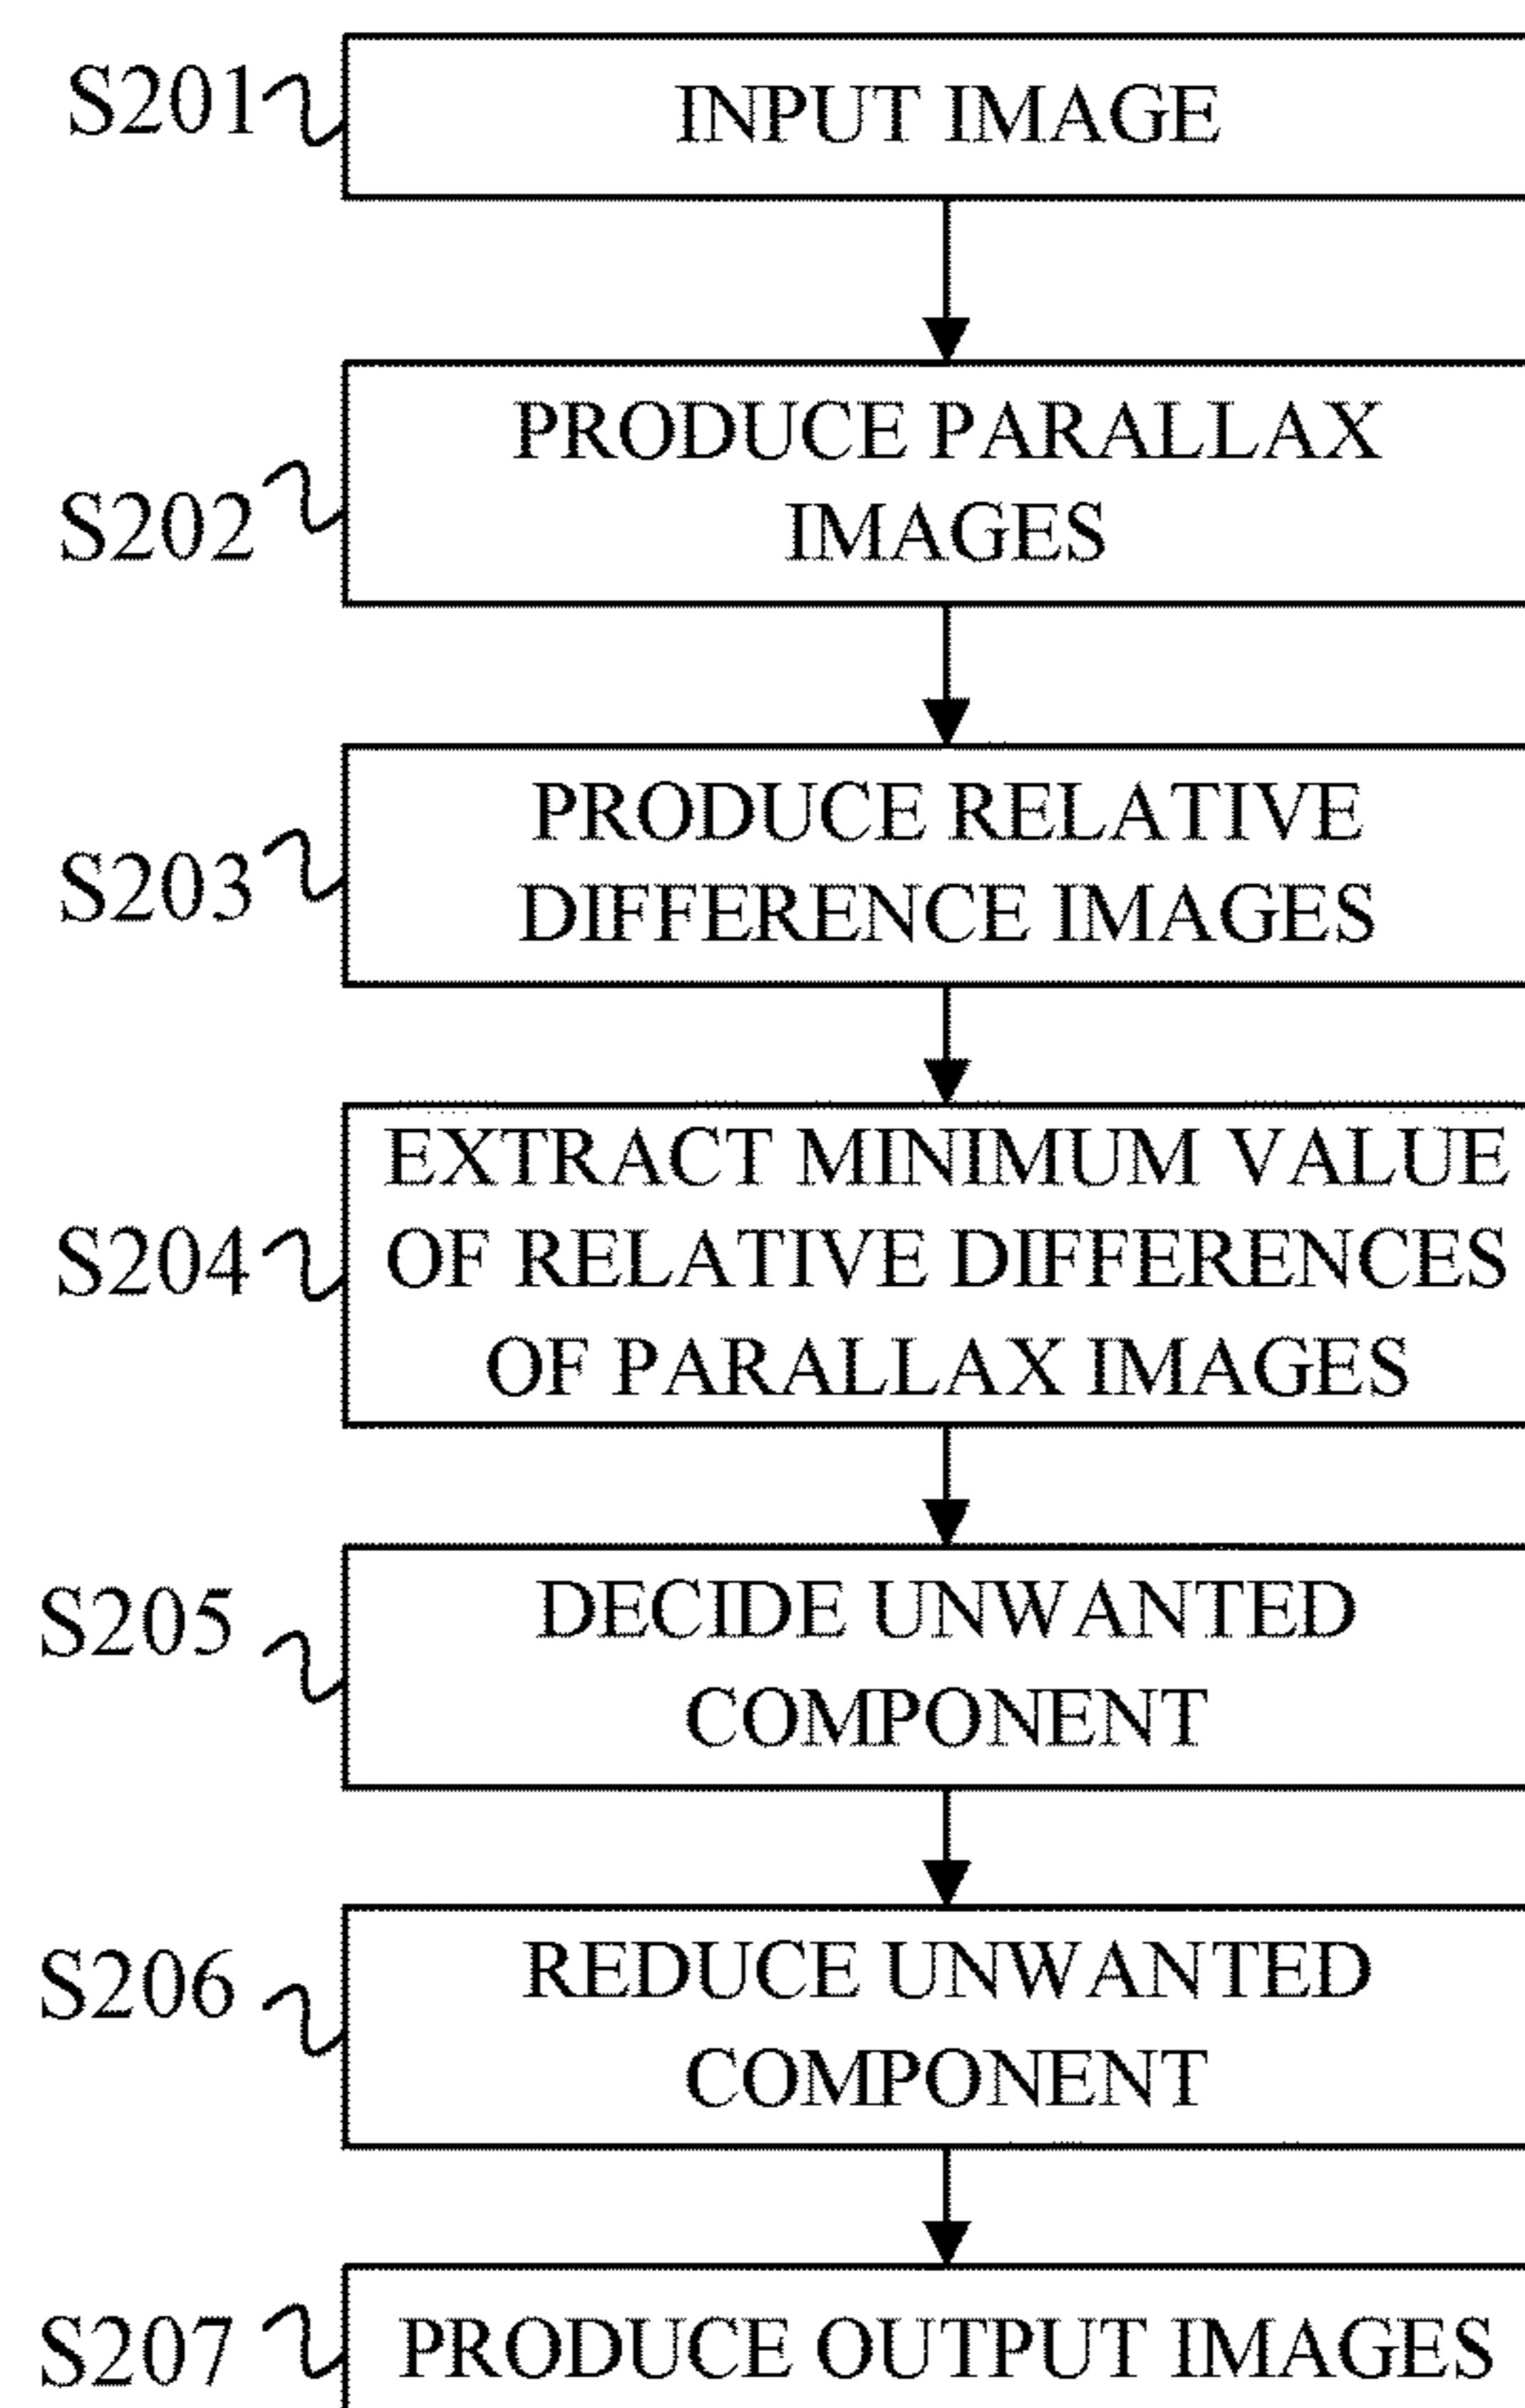 S201
INPUT IMAGE
PRODUCE PARALLAX
IMAGES
S202
PRODUCE RELATIVE
DIFFERENCE IMAGES
S203
EXTRACT MINIMUM VALUE
OF RELATIVE DIFFERENCES
OF PARALLAX IMAGES
S204
DECIDE UNWANTED
COMPONENT
S205
REDUCE UNWANTED
COMPONENT
S206
S207
PRODUCE OUTPUT IMAGES